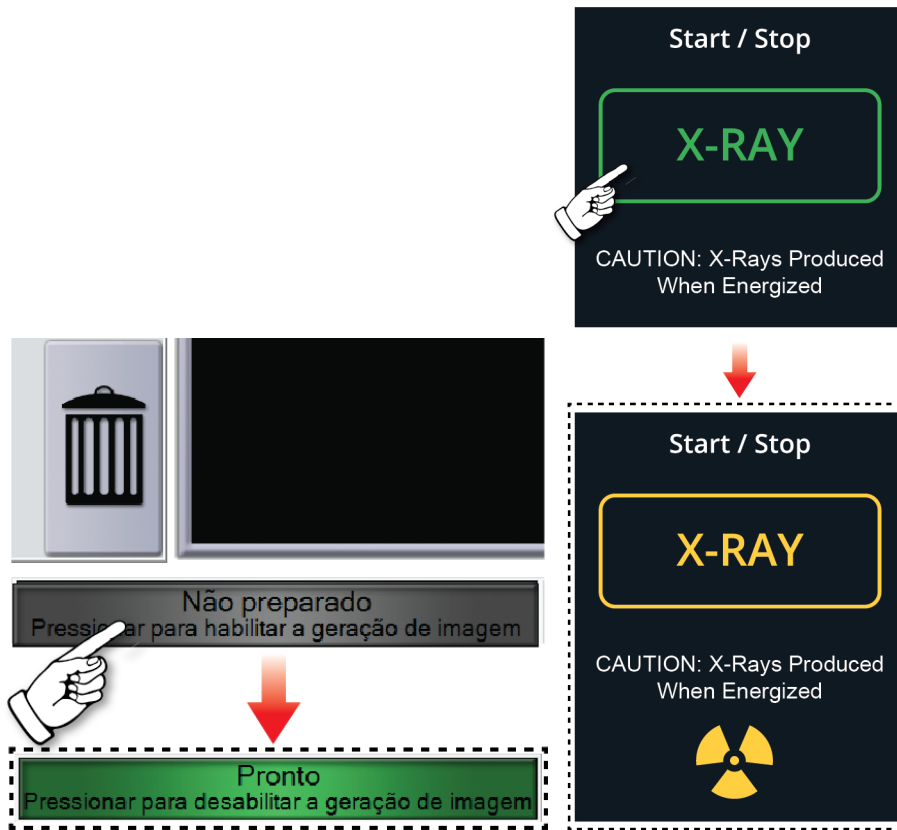 Start / Stop
X-RAY
CAUTION: X-Rays Produced
When Energized
Não preparado
Pressionar para habilitar a geração de imagem
Pronto
Pressionar para desabilitar a geração de imagem
Start / Stop
X-RAY
CAUTION: X-Rays Produced
When Energized